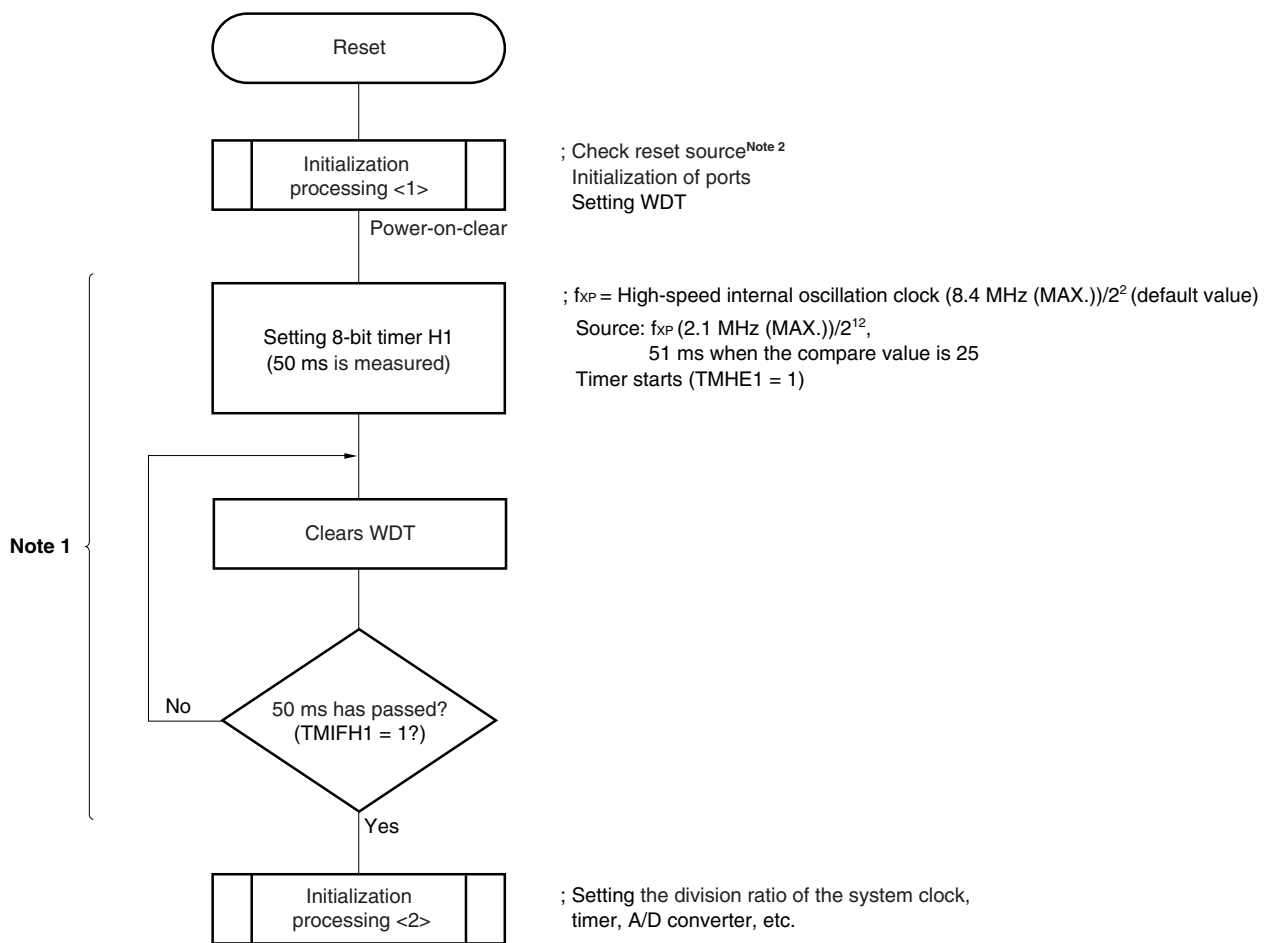 Reset
Initialization
processing <1>
; Check reset source Note 2
Initialization of ports
Setting WDT
Power-on-clear
Setting 8-bit timer H1
(50 ms is measured)
; fXP = High-speed internal oscillation clock (8.4 MHz (MAX.))/2² (default value)
Source: fXP (2.1 MHz (MAX.))/2¹²,
51 ms when the compare value is 25
Timer starts (TMHE1 = 1)
Note 1
Clears WDT
No
50 ms has passed?
(TMIFH1 = 1?)
Yes
Initialization
processing <2>
; Setting the division ratio of the system clock,
timer, A/D converter, etc.